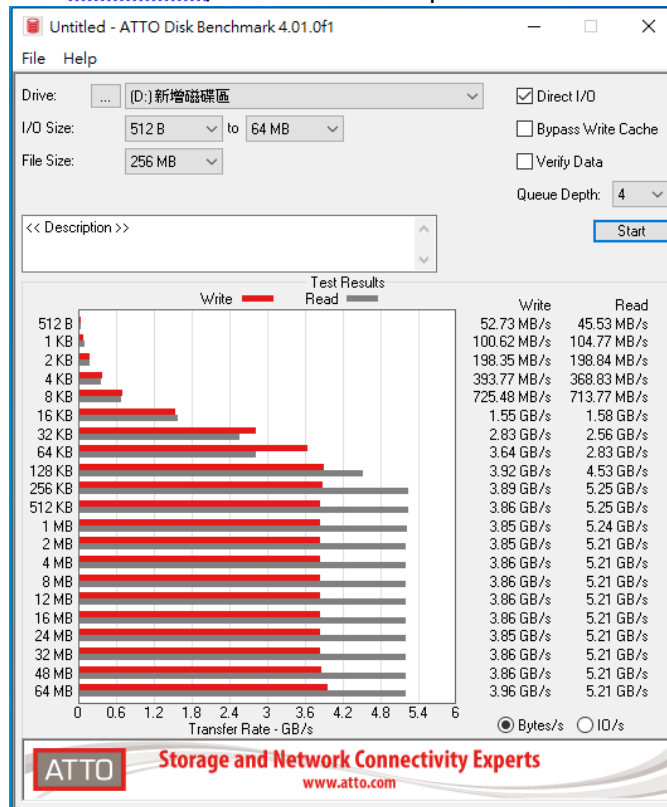 Untitled - ATTO Disk Benchmark 4.01.0f1
File Help
Drive: ... (D:)新增磁碟區
Direct I/O
I/O Size: 512 B to 64 MB
Bypass Write Cache
File Size: 256 MB
Verify Data
Queue Depth: 4
<< Description >>
Start
Test Results
Write Read
Write Read
512 B 52.73 MB/s 45.53 MB/s
1 KB 100.62 MB/s 104.77 MB/s
2 KB 198.35 MB/s 198.84 MB/s
4 KB 393.77 MB/s 368.83 MB/s
8 KB 725.48 MB/s 713.77 MB/s
16 KB 1.55 GB/s 1.58 GB/s
32 KB 2.83 GB/s 2.56 GB/s
64 KB 3.64 GB/s 2.83 GB/s
128 KB 3.92 GB/s 4.53 GB/s
256 KB 3.89 GB/s 5.25 GB/s
512 KB 3.86 GB/s 5.25 GB/s
1 MB 3.85 GB/s 5.24 GB/s
2 MB 3.85 GB/s 5.21 GB/s
4 MB 3.86 GB/s 5.21 GB/s
8 MB 3.86 GB/s 5.21 GB/s
12 MB 3.86 GB/s 5.21 GB/s
16 MB 3.86 GB/s 5.21 GB/s
24 MB 3.85 GB/s 5.21 GB/s
32 MB 3.86 GB/s 5.21 GB/s
48 MB 3.86 GB/s 5.21 GB/s
64 MB 3.96 GB/s 5.21 GB/s
0 0.6 1.2 1.8 2.4 3 3.6 4.2 4.8 5.4 6
Transfer Rate - GB/s
Bytes/s IO/s
ATTO
Storage and Network Connectivity Experts
www.atto.com